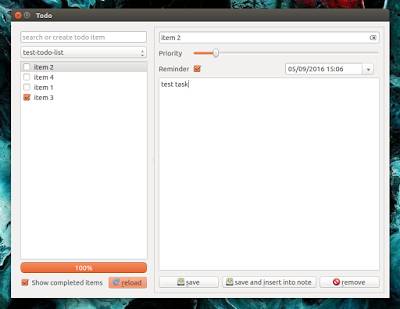 Todo
search or create todo item
test-todo-list
item 2
item 4
item 1
item 3
100%
Show completed items
reload
item 2
Priority
Reminder
05/09/2016 15:06
test task
save
save and insert into note
remove